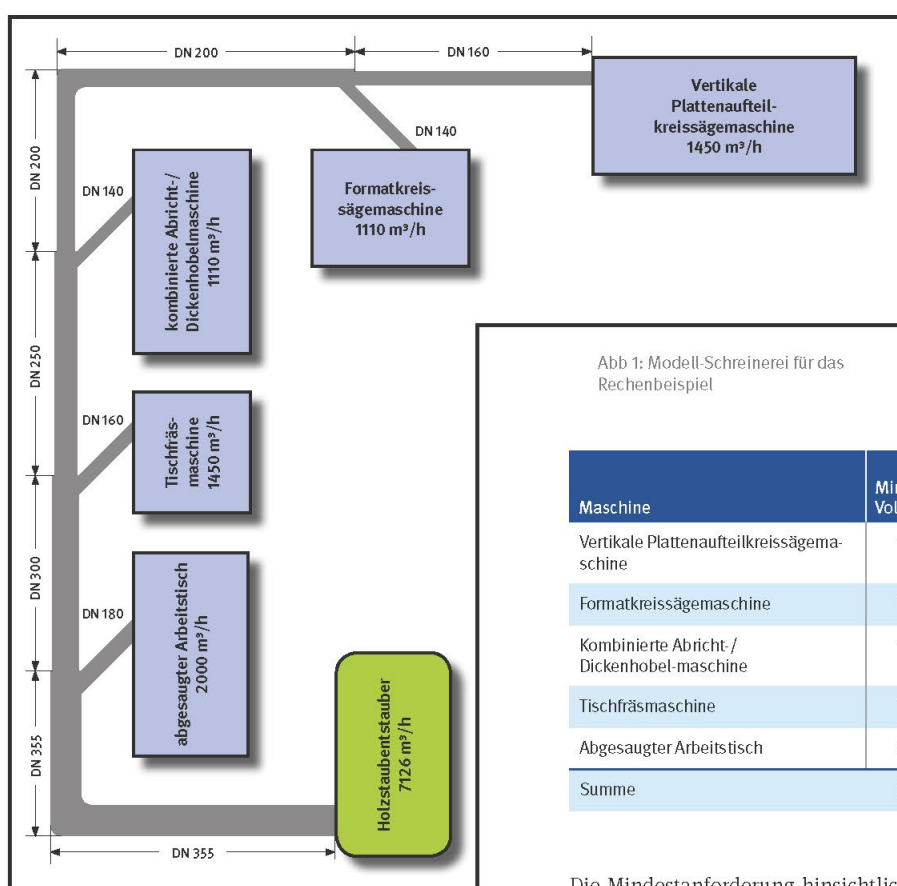 DN 200
DN 160
Vertikale
Plattenaufteil-
kreissägemaschine
1450 m³/h
DN 140
Formatkreis-
sägemaschine
1110 m³/h
DN 200
DN 140
kombinierte Abricht-/
Dickenhobelmaschine
1110 m³/h
DN 250
DN 160
Tischfräs-
maschine
1450 m³/h
DN 300
DN 180
abgesaugter Arbeitstisch
2000 m³/h
DN 355
Holzstaubentstauber
7126 m³/h
DN 355
Abb 1: Modell-Schreinerei für das
Rechenbeispiel
Maschine
Vertikale Plattenaufteilkreissägema-
schine
Formatkreissägemaschine
Kombinierte Abricht-/
Dickenhobel-maschine
Tischfräsmaschine
Abgesaugter Arbeitstisch
Summe
Die Mindestanforderung